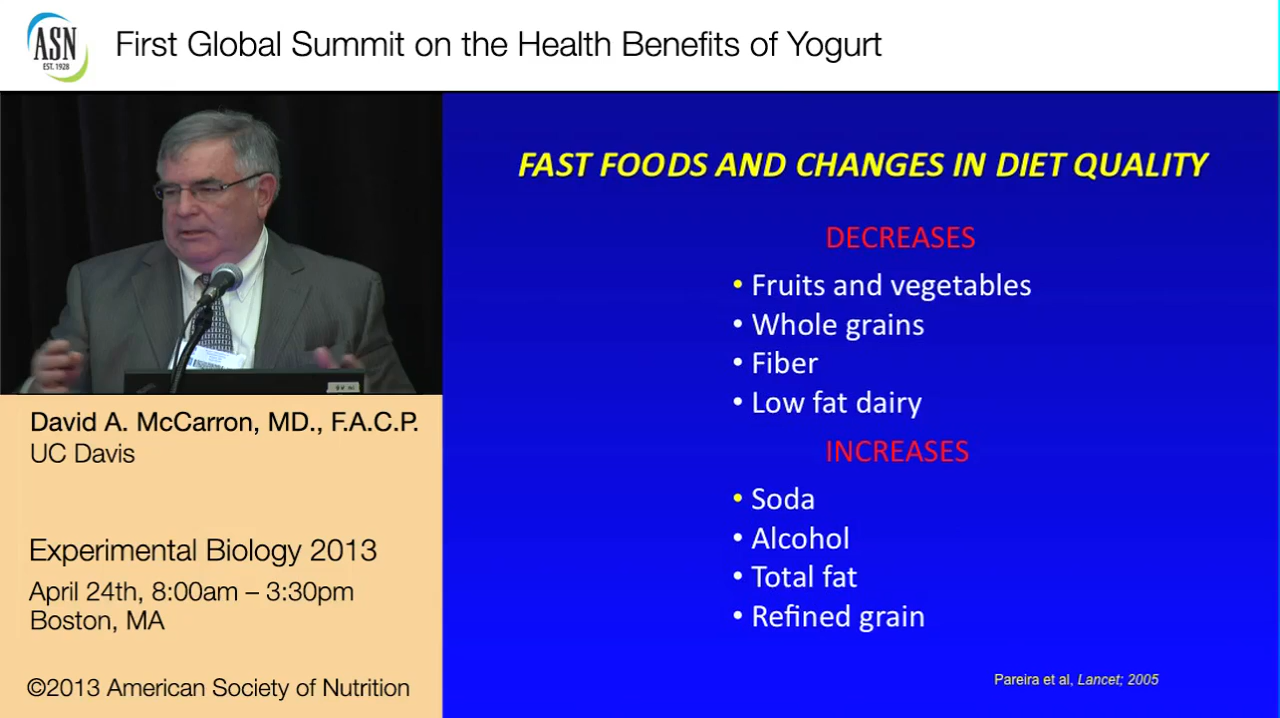 ASN
EST. 1928
First Global Summit on the Health Benefits of Yogurt
David A. McCarron, MD., F.A.C.P.
UC Davis
Experimental Biology 2013
April 24th, 8:00am – 3:30pm
Boston, MA
©2013 American Society of Nutrition
FAST FOODS AND CHANGES IN DIET QUALITY
DECREASES
• Fruits and vegetables
• Whole grains
• Fiber
• Low fat dairy
INCREASES
• Soda
• Alcohol
• Total fat
• Refined grain
Pareira et al, Lancet; 2005